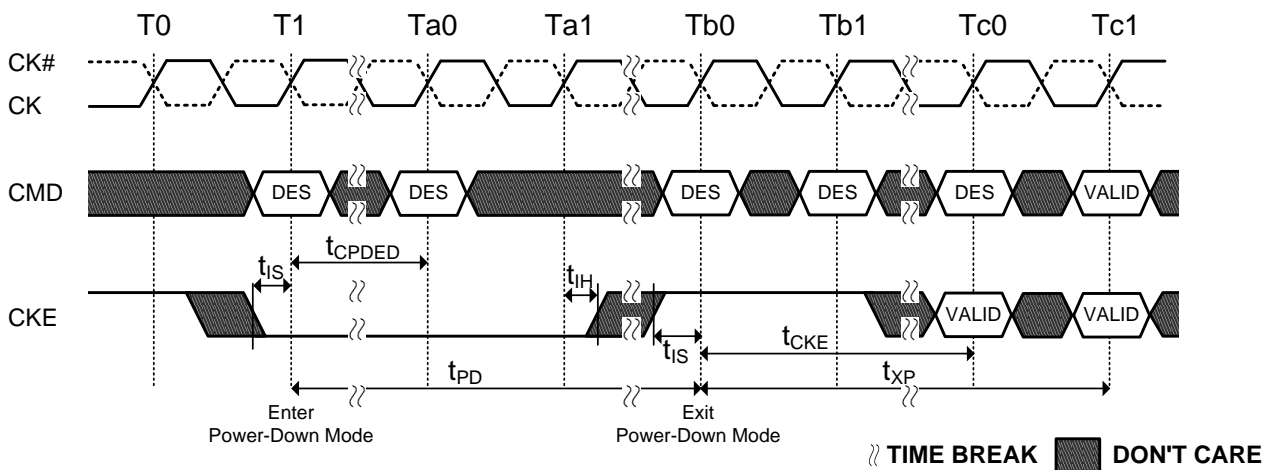 T0 T1 Ta0 Ta1 Tb0 Tb1 Tc0 Tc1
CK#
CK
CMD DES DES DES DES DES VALID
tIS tCPDED tIH
CKE VALID VALID
tIS tCKE
tPD tXP
Enter
Power-Down Mode
Exit
Power-Down Mode
TIME BREAK DON'T CARE